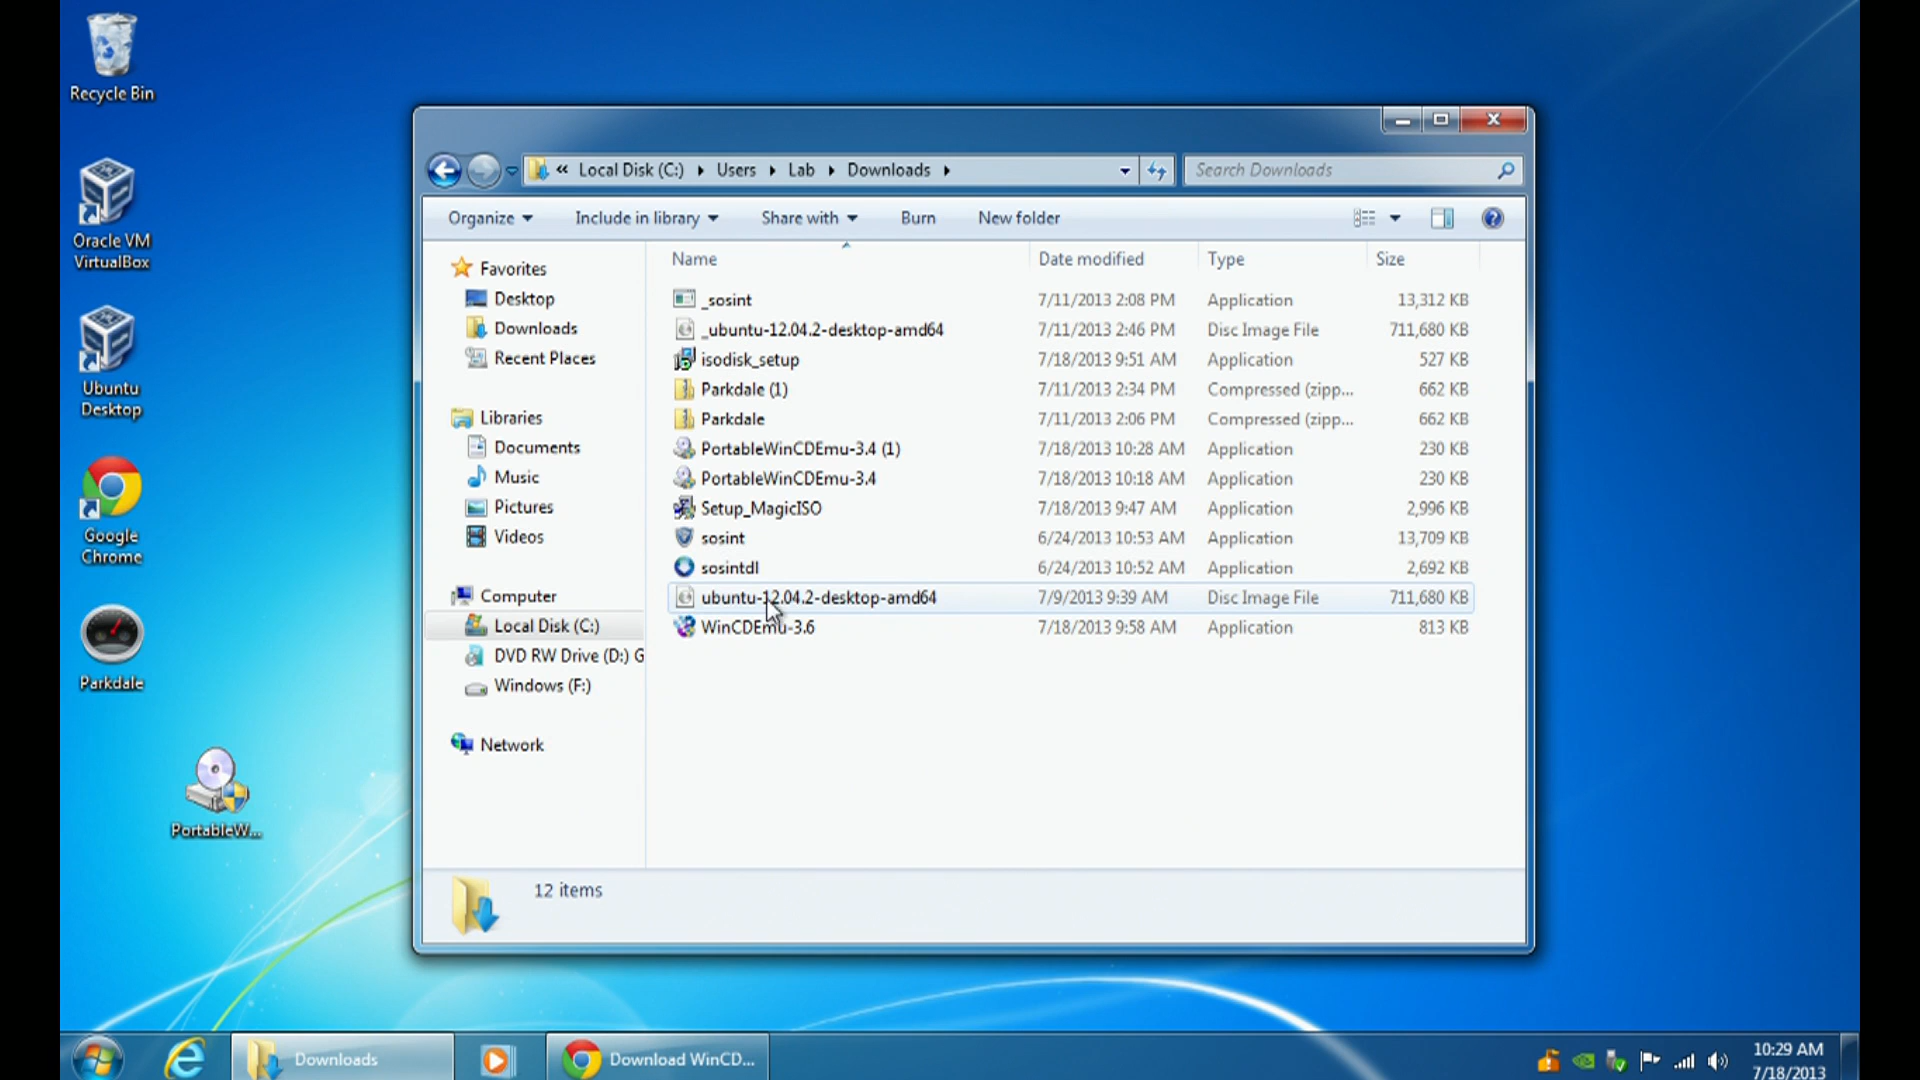 Recycle Bin
Oracle VM
VirtualBox
Ubuntu
Desktop
Google
Chrome
Parkdale
PortableW...
« Local Disk (C:) Users Lab Downloads
Search Downloads
Organize Include in library Share with Burn New folder
Favorites
Desktop
Downloads
Recent Places
Libraries
Documents
Music
Pictures
Videos
Computer
Local Disk (C:)
DVD RW Drive (D:) G
Windows (F:)
Network
Name Date modified Type Size
_sosint 7/11/2013 2:08 PM Application 13,312 KB
_ubuntu-12.04.2-desktop-amd64 7/11/2013 2:46 PM Disc Image File 711,680 KB
isodisk_setup 7/18/2013 9:51 AM Application 527 KB
Parkdale (1) 7/11/2013 2:34 PM Compressed (zipp... 662 KB
Parkdale 7/11/2013 2:06 PM Compressed (zipp... 662 KB
PortableWinCDEmu-3.4 (1) 7/18/2013 10:28 AM Application 230 KB
PortableWinCDEmu-3.4 7/18/2013 10:18 AM Application 230 KB
Setup_MagicISO 7/18/2013 9:47 AM Application 2,996 KB
sosint 6/24/2013 10:53 AM Application 13,709 KB
sosintdl 6/24/2013 10:52 AM Application 2,692 KB
ubuntu-12.04.2-desktop-amd64 7/9/2013 9:39 AM Disc Image File 711,680 KB
WinCDEmu-3.6 7/18/2013 9:58 AM Application 813 KB
12 items
Downloads
Download WinCD...
10:29 AM
7/18/2013